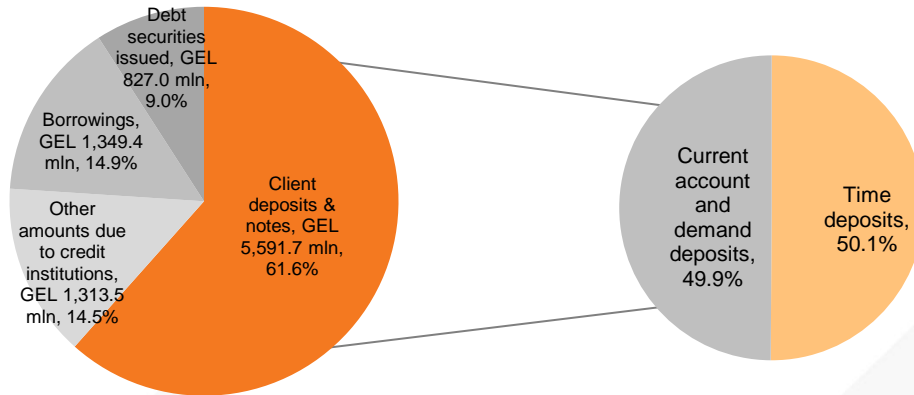 Debt
securities
issued, GEL
827.0 mln,
9.0%
Borrowings,
GEL 1,349.4
mln, 14.9%
Other
amounts due
to credit
institutions,
GEL 1,313.5
mln, 14.5%
Client
deposits &
notes, GEL
5,591.7 mln,
61.6%
Current
account
and
demand
deposits,
49.9%
Time
deposits,
50.1%